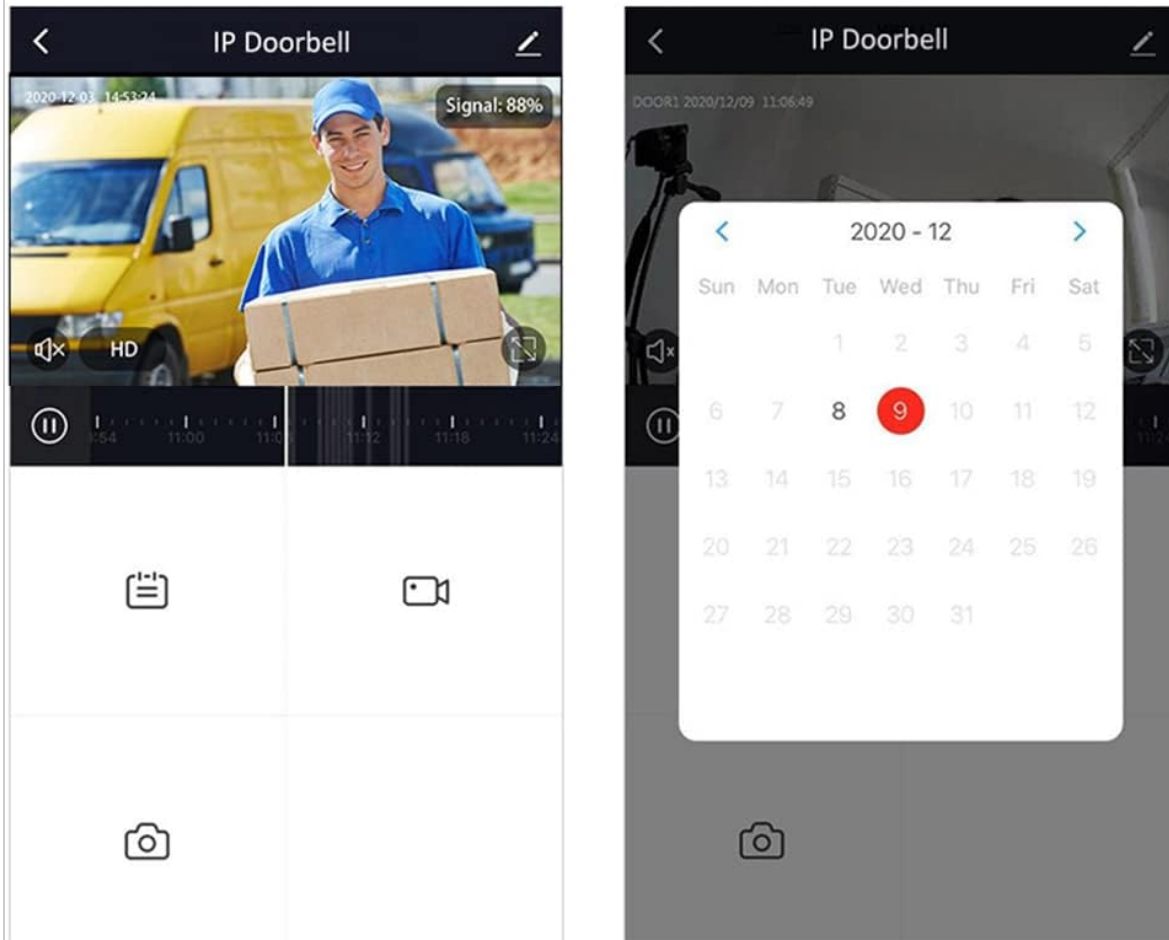 IP Doorbell
2020-12-03 14:53:24
Signal: 88%
HD
11:00
11:12 11:18 11:24
IP Doorbell
DOOR1 2020/12/09 11:06:49
2020 - 12
Sun Mon Tue Wed Thu Fri Sat
1 2 3 4 5
6 7 8 9 10 11 12
13 14 15 16 17 18 19
20 21 22 23 24 25 26
27 28 29 30 31